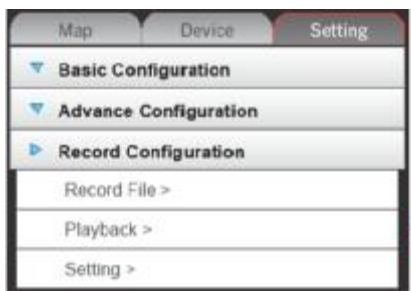 Map Device Setting
Basic Configuration
Advance Configuration
Record Configuration
Record File >
Playback >
Setting >